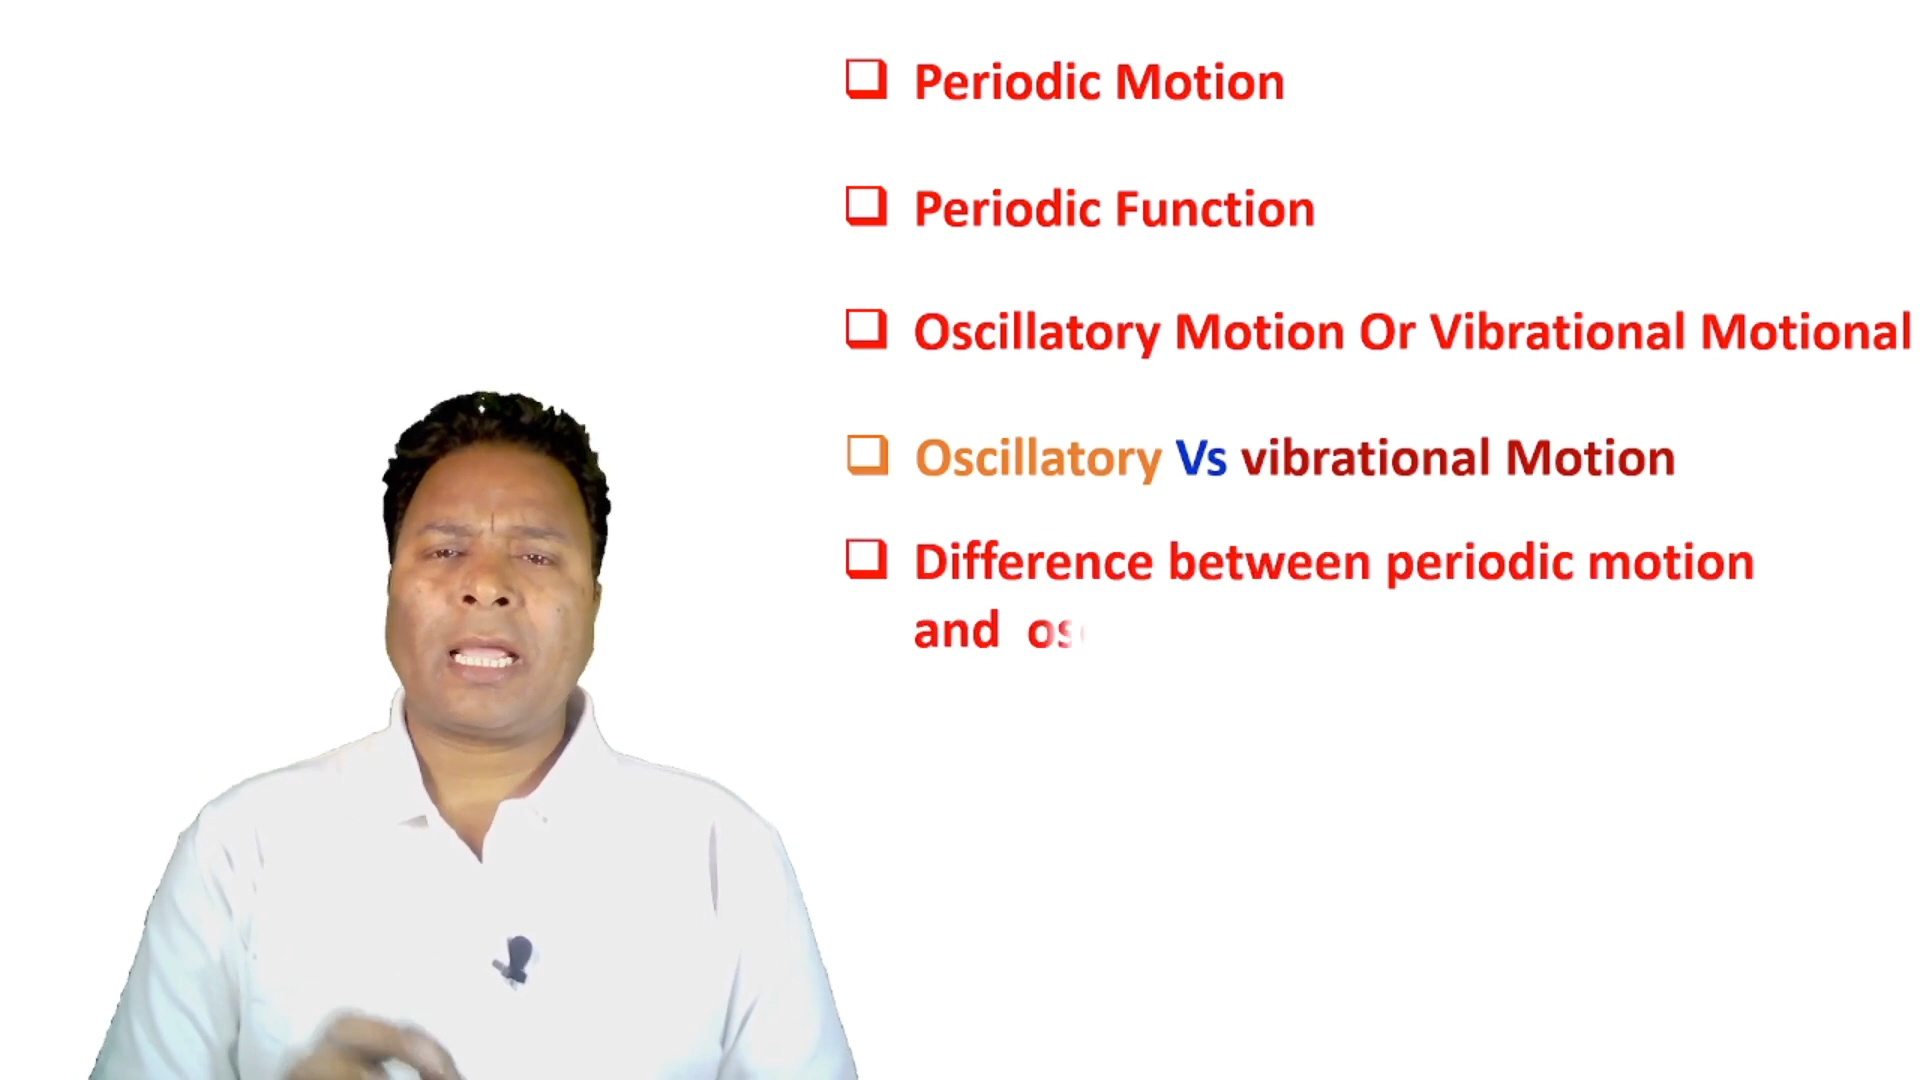 Periodic Motion
Periodic Function
Oscillatory Motion Or Vibrational Motional
Oscillatory Vs vibrational Motion
Difference between periodic motion
and